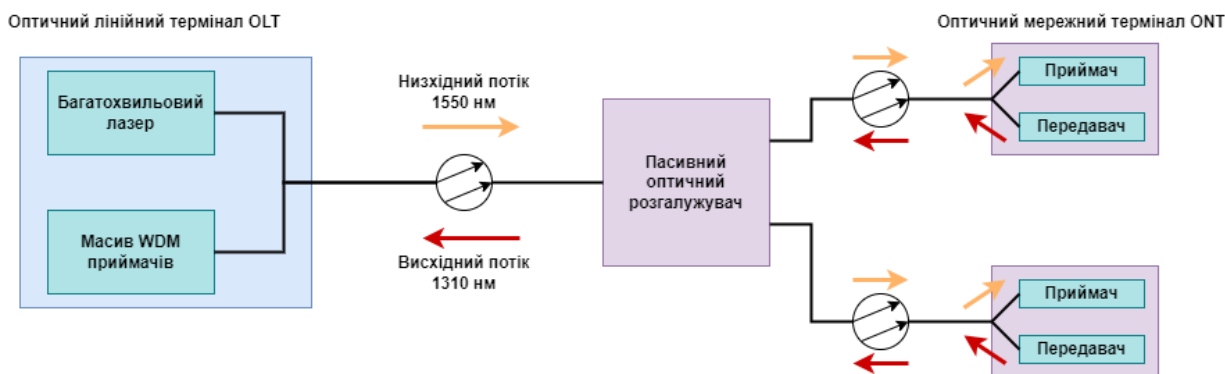 Оптичний лінійний термінал OLT
Оптичний мережний термінал ONT
Багатохвильовий
лазер
Масив WDM
приймачів
Низхідний потік
1550 нм
Висхідний потік
1310 нм
Пасивний
оптичний
розгалужувач
Приймач
Передавач
Приймач
Передавач